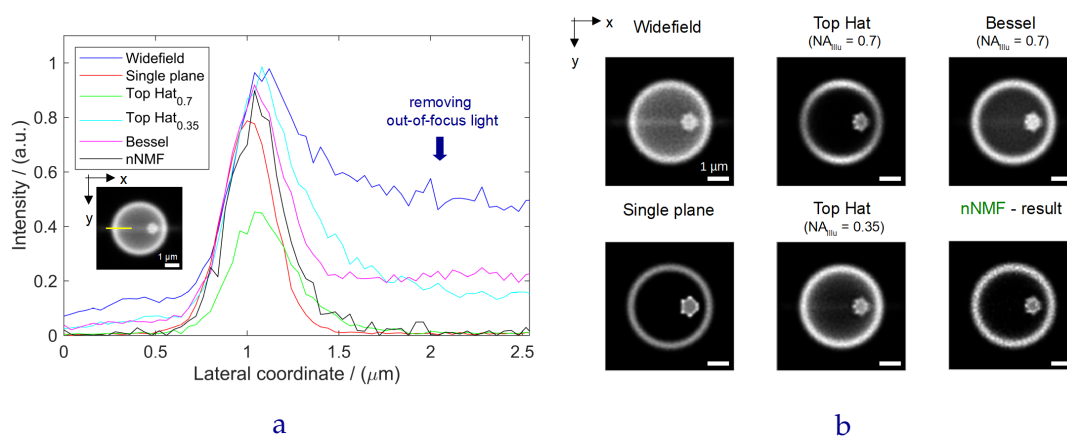 Widefield
Single plane
Top Hat0.7
Top Hat0.35
Bessel
nNMF
removing
out-of-focus light
x
y
1 μm
Intensity / (a.u.)
1
0.8
0.6
0.4
0.2
0
0
0.5
1
1.5
2
2.5
Lateral coordinate / (μm)
a
x
y
Widefield
Top Hat
(NAIllu = 0.7)
Bessel
(NAIllu = 0.7)
1 μm
Single plane
Top Hat
(NAIllu = 0.35)
nNMF - result
b